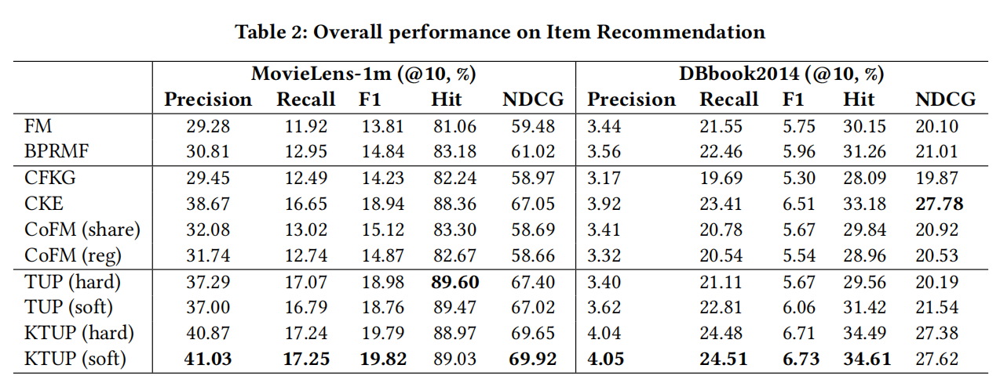 Table 2: Overall performance on Item Recommendation
MovieLens-1m (@10, %) DBbook2014 (@10, %)
Precision Recall F1 Hit NDCG Precision Recall F1 Hit NDCG
FM 29.28 11.92 13.81 81.06 59.48 3.44 21.55 5.75 30.15 20.10
BPRMF 30.81 12.95 14.84 83.18 61.02 3.56 22.46 5.96 31.26 21.01
CFKG 29.45 12.49 14.23 82.24 58.97 3.17 19.69 5.30 28.09 19.87
CKE 38.67 16.65 18.94 88.36 67.05 3.92 23.41 6.51 33.18 27.78
CoFM (share) 32.08 13.02 15.12 83.30 58.69 3.41 20.78 5.67 29.84 20.92
CoFM (reg) 31.74 12.74 14.87 82.67 58.66 3.32 20.54 5.54 28.96 20.53
TUP (hard) 37.29 17.07 18.98 89.60 67.40 3.40 21.11 5.67 29.56 20.19
TUP (soft) 37.00 16.79 18.76 89.47 67.02 3.62 22.81 6.06 31.42 21.54
KTUP (hard) 40.87 17.24 19.79 88.97 69.65 4.04 24.48 6.71 34.49 27.38
KTUP (soft) 41.03 17.25 19.82 89.03 69.92 4.05 24.51 6.73 34.61 27.62